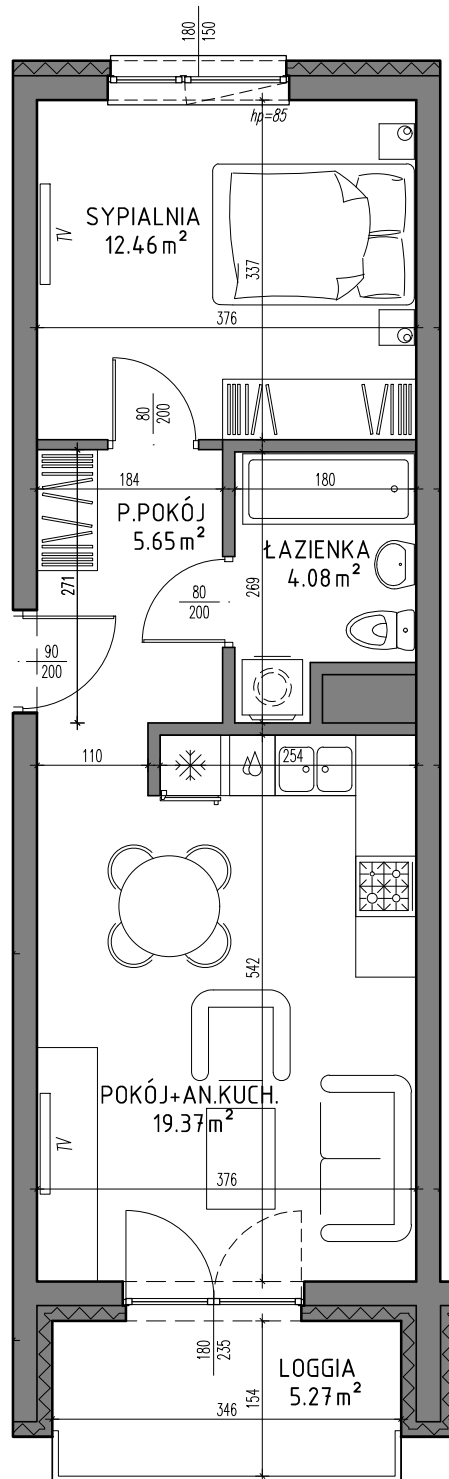 180
150
hp=85
SYPIALNIA
12.46 m²
TV
337
376
80
200
184
180
P.POKÓJ
5.65 m²
ŁAZIENKA
4.08 m²
271
269
80
200
90
200
110
254
542
POKÓJ+AN.KUCH.
19.37 m²
TV
376
180
235
LOGGIA
5.27 m²
154
346